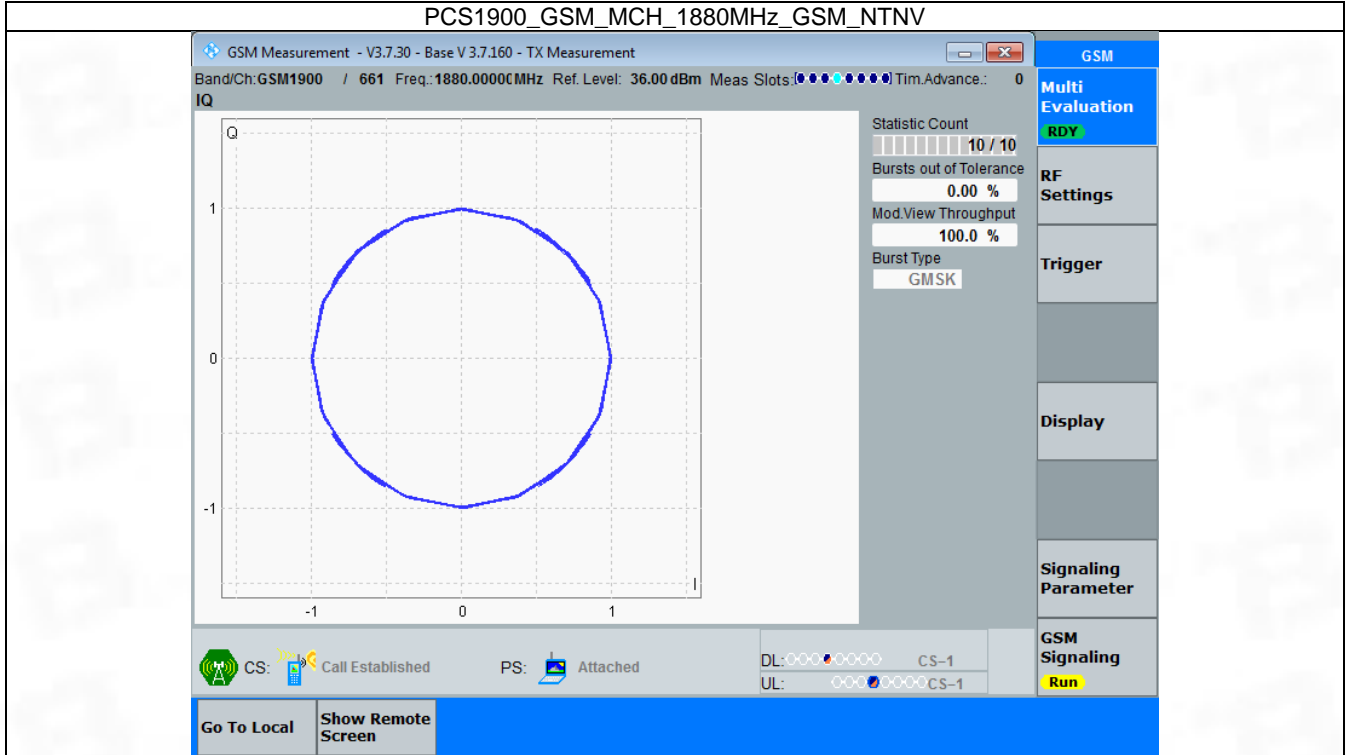 PCS1900_GSM_MCH_1880MHz_GSM_NTNV
GSM Measurement - V3.7.30 - Base V 3.7.160 - TX Measurement
GSM
Band/Ch:GSM1900 / 661 Freq.:1880.00000MHz Ref. Level: 36.00 dBm Meas Slots: Tim.Advance.: 0
IQ
Multi
Evaluation
RDY
Q
Statistic Count
10 / 10
Bursts out of Tolerance
0.00 %
RF
Settings
1
Mod.View Throughput
100.0 %
Burst Type
GMSK
Trigger
0
Display
-1
I
-1 0 1
Signaling
Parameter
CS: Call Established PS: Attached
DL: CS-1
UL: CS-1
GSM
Signaling
Run
Go To Local
Show Remote
Screen